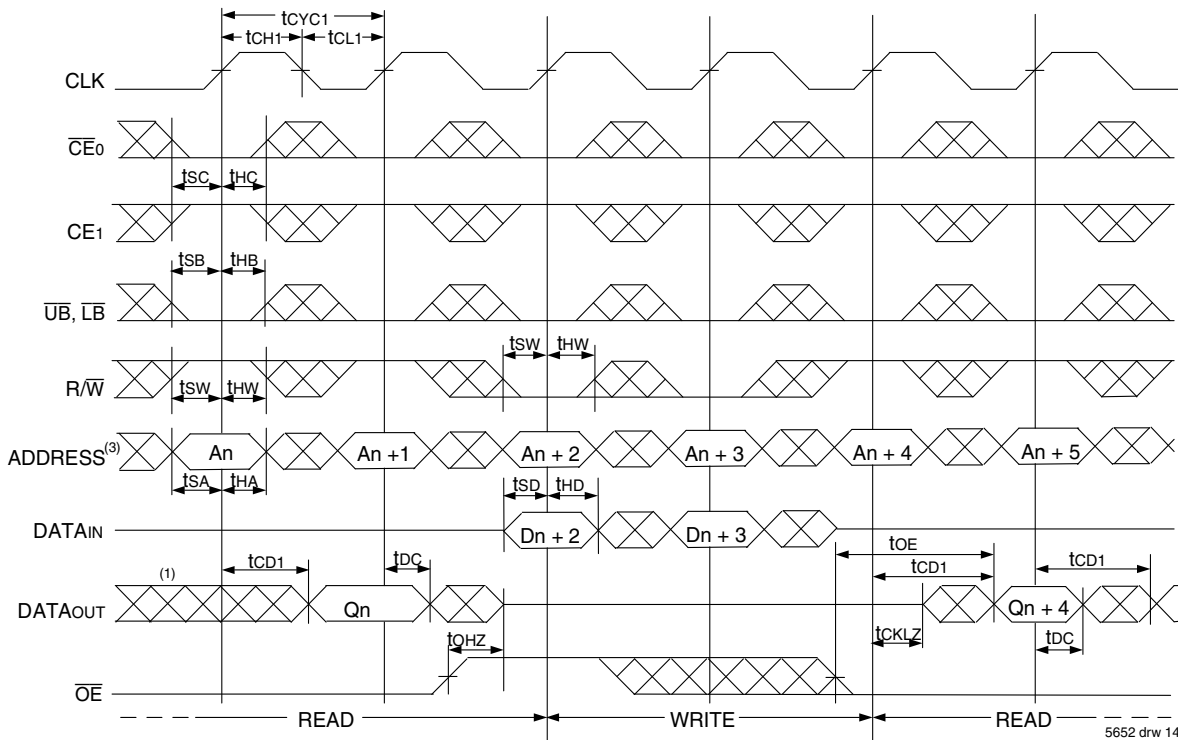 tCYC1
tCH1 tCL1
CLK
CE0
tSC tHC
CE1
tSB tHB
UB, LB
tSW tHW
R/W
tSW tHW
ADDRESS(3) An An +1 An + 2 An + 3 An + 4 An + 5
tSA tHA
tSD tHD
DATAIN Dn + 2 Dn + 3
tOE
tCD1 tDC tCD1 tCD1
(1)
DATAOUT Qn Qn + 4
tOHZ tCKLZ tDC
OE
READ WRITE READ
5652 drw 14